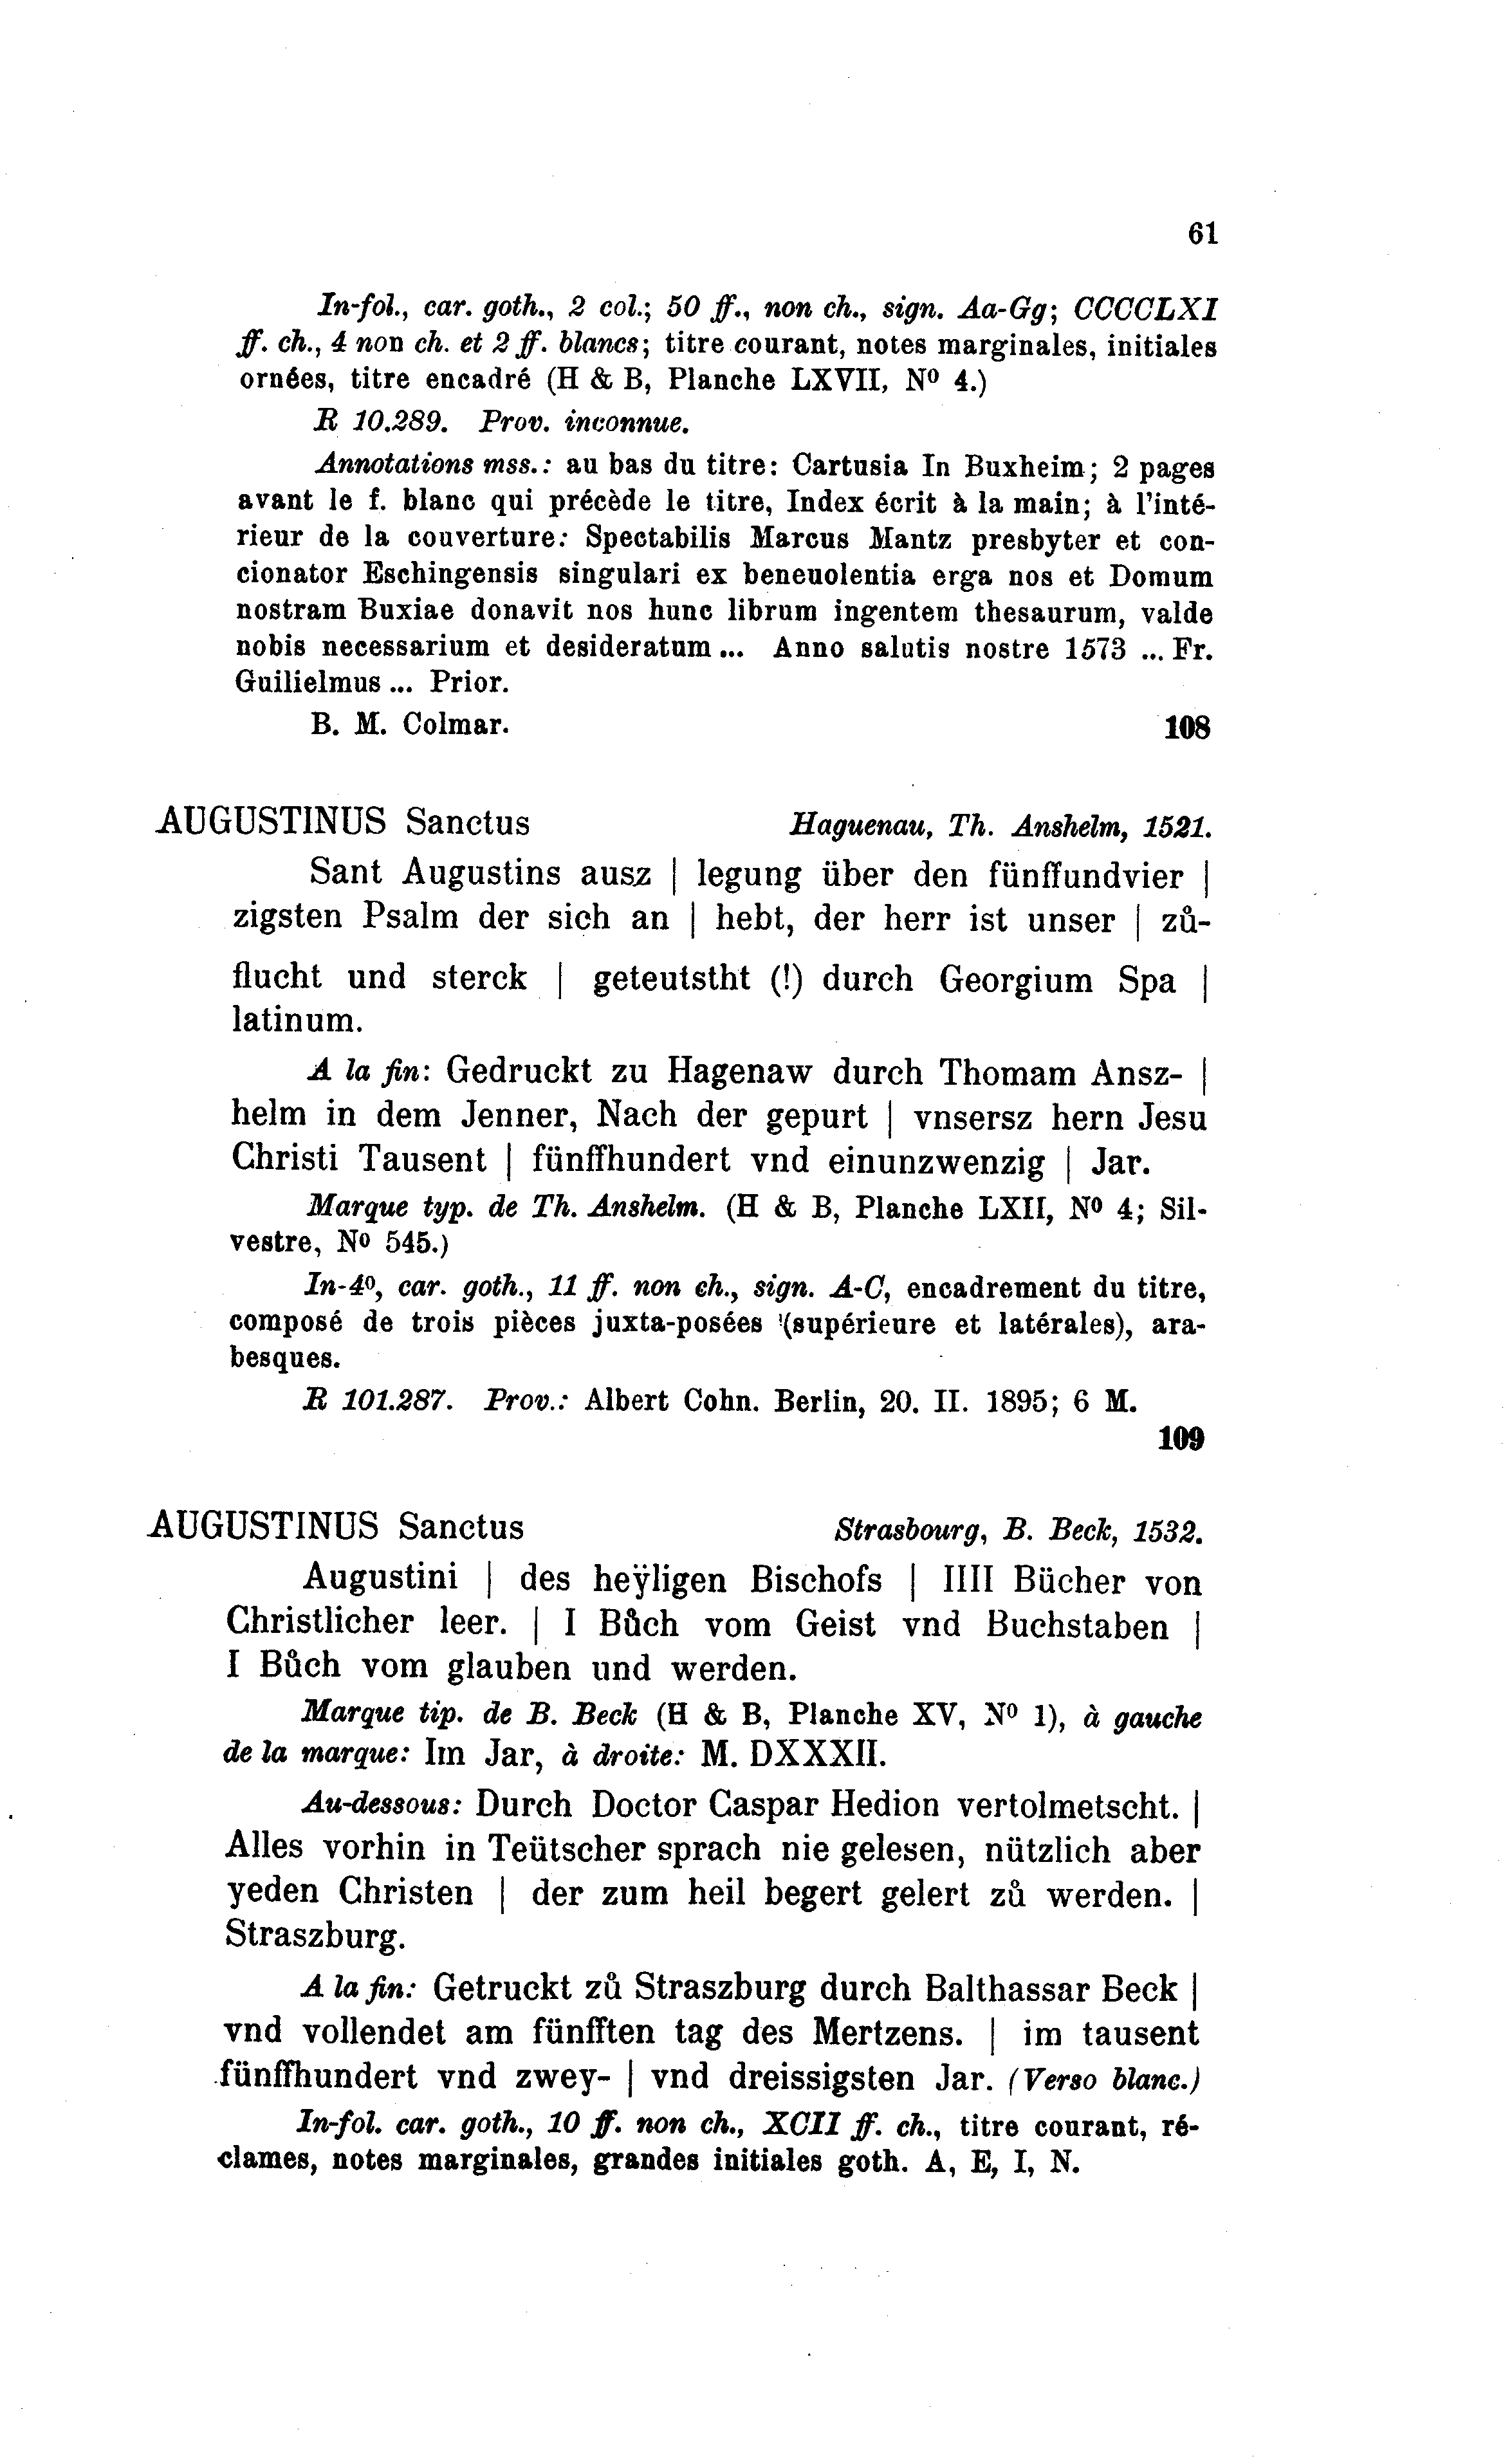 61
In-fol., car. goth., 2 col.; 50 ff., non ch., sign. Aa-Gg; CCCCLXI
ff. ch., 4 non ch. et 2 ff. blancs; titre courant, notes marginales, initiales
ornées, titre encadré (H & B, Planche LXVII, Nº 4.)
R 10.289. Prov. inconnue.
Annotations mss.: au bas du titre: Cartusia In Buxheim; 2 pages
avant le f. blanc qui précède le titre, Index écrit à la main; à l'inté-
rieur de la couverture: Spectabilis Marcus Mantz presbyter et con-
cionator Eschingensis singulari ex beneuolentia erga nos et Domum
nostram Buxiae donavit nos hunc librum ingentem thesaurum, valde
nobis necessarium et desideratum ... Anno salutis nostre 1573 ... Fr.
Guilielmus ... Prior.
B. M. Colmar. 108
AUGUSTINUS Sanctus Haguenau, Th. Anshelm, 1521.
Sant Augustins ausz | legung über den fünffundvier |
zigsten Psalm der sich an | hebt, der herr ist unser | zů-
flucht und sterck | geteutstht (!) durch Georgium Spa |
latinum.
A la fin: Gedruckt zu Hagenaw durch Thomam Ansz- |
helm in dem Jenner, Nach der gepurt | vnsersz hern Jesu
Christi Tausent | fünffhundert vnd einunzwenzig | Jar.
Marque typ. de Th. Anshelm. (H & B, Planche LXII, Nº 4; Sil-
vestre, Nº 545.)
In-4º, car. goth., 11 ff. non ch., sign. A-C, encadrement du titre,
composé de trois pièces juxta-posées (supérieure et latérales), ara-
besques.
R 101.287. Prov.: Albert Cohn. Berlin, 20. II. 1895; 6 M.
109
AUGUSTINUS Sanctus Strasbourg, B. Beck, 1532.
Augustini | des heÿligen Bischofs | IIII Bücher von
Christlicher leer. | I Bůch vom Geist vnd Buchstaben |
I Bůch vom glauben und werden.
Marque tip. de B. Beck (H & B, Planche XV, Nº 1), à gauche
de la marque: Im Jar, à droite: M. DXXXII.
Au-dessous: Durch Doctor Caspar Hedion vertolmetscht. |
Alles vorhin in Teütscher sprach nie gelesen, nützlich aber
yeden Christen | der zum heil begert gelert zů werden. |
Straszburg.
A la fin: Getruckt zů Straszburg durch Balthassar Beck |
vnd vollendet am fünfften tag des Mertzens. | im tausent
fünffhundert vnd zwey- | vnd dreissigsten Jar. (Verso blanc.)
In-fol. car. goth., 10 ff. non ch., XCII ff. ch., titre courant, ré-
clames, notes marginales, grandes initiales goth. A, E, I, N.